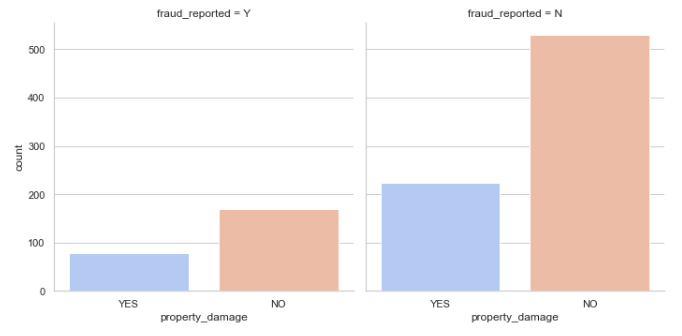 fraud_reported = Y
fraud_reported = N
count
500
400
300
200
100
0
YES
NO
YES
NO
property_damage
property_damage